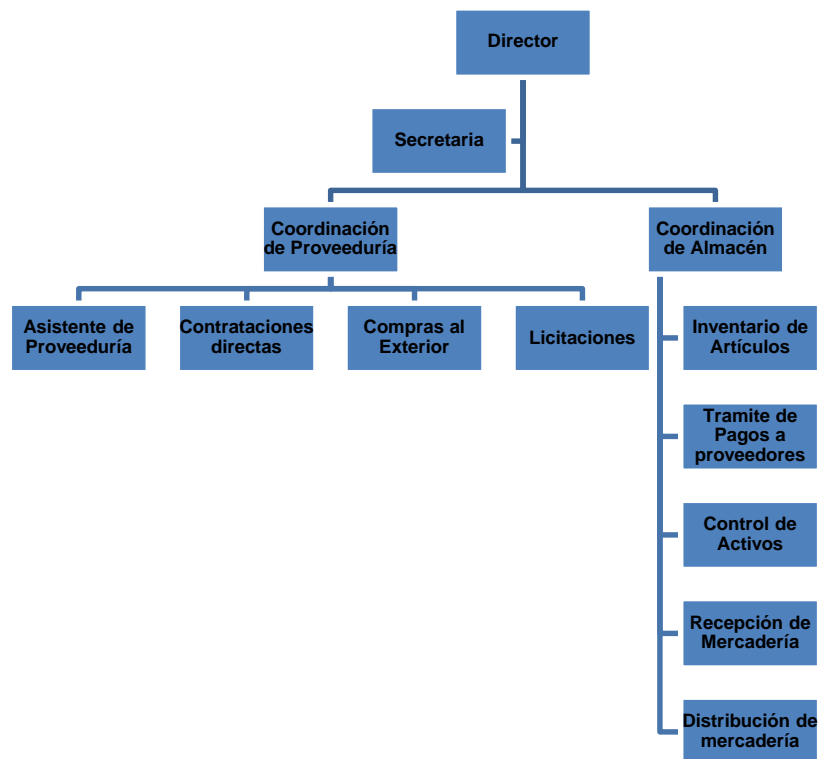 Director
Secretaria
Coordinación
de Proveeduría
Coordinación
de Almacén
Asistente de
Proveeduría
Contrataciones
directas
Compras al
Exterior
Licitaciones
Inventario de
Artículos
Tramite de
Pagos a
proveedores
Control de
Activos
Recepción de
Mercadería
Distribución de
mercadería